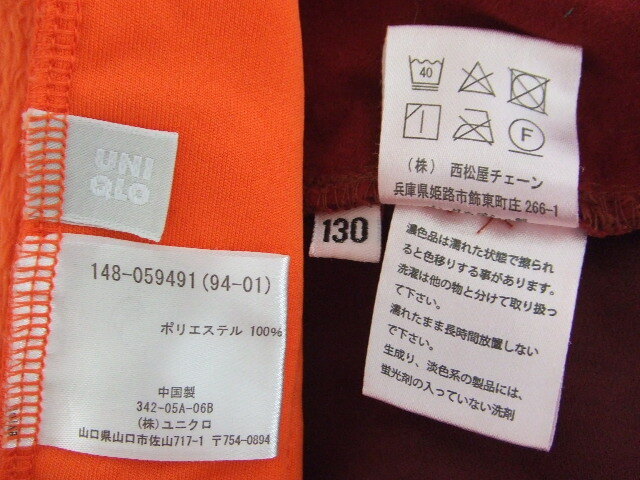 UNI
QLO
148-059491(94-01)
ポリエステル 100%
中国製
342-05A-06B
(株)ユニクロ
山口県山口市佐山717-1 〒754-0894
40
F
(株) 西松屋チェーン
兵庫県姫路市飾東町庄 266-1
130
濃色品は濡れた状態で擦られ
ると色移りする事があります。
洗濯は他の物と分けて取り扱っ
て下さい。
濡れたまま長時間放置しない
で下さい。
生成り、淡色系の製品には、
蛍光剤の入っていない洗剤